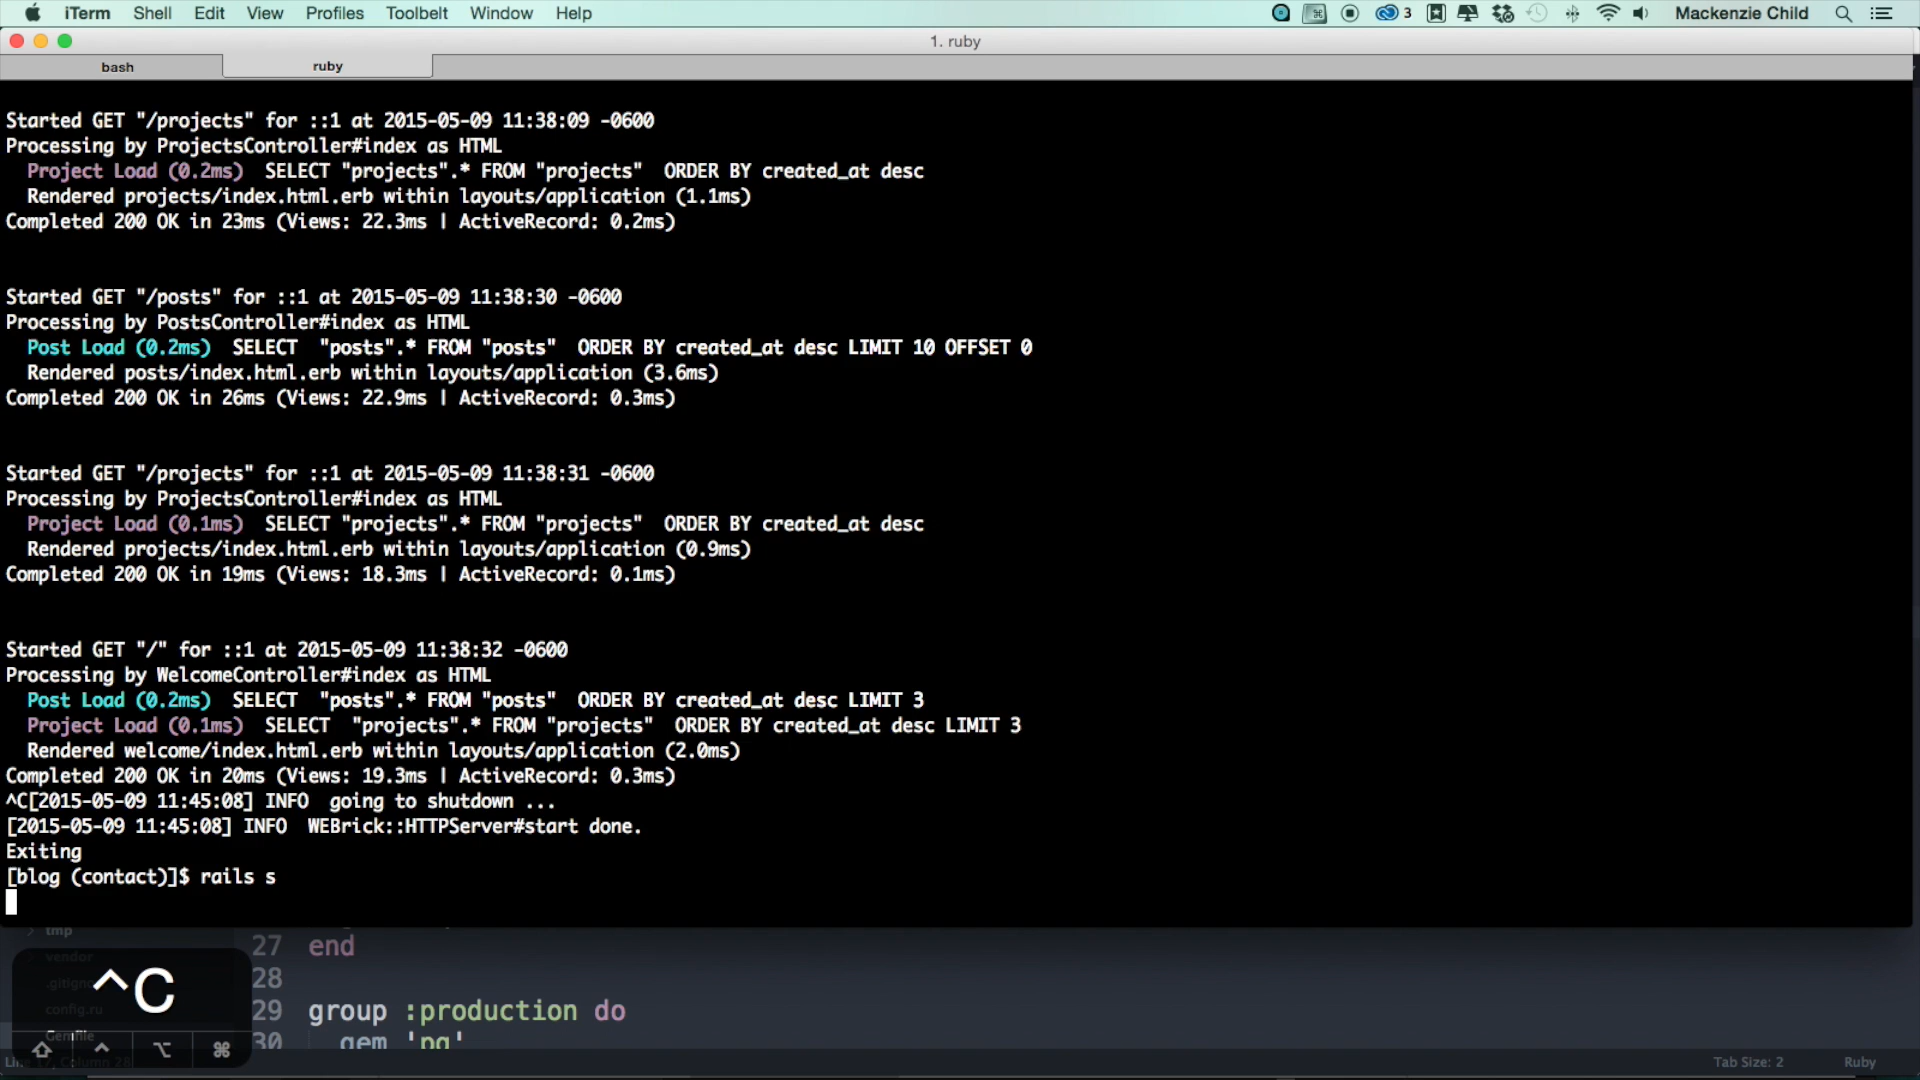 iTerm Shell Edit View Profiles Toolbelt Window Help 3 Mackenzie Child
1. ruby
bash ruby
Started GET "/projects" for ::1 at 2015-05-09 11:38:09 -0600
Processing by ProjectsController#index as HTML
Project Load (0.2ms) SELECT "projects".* FROM "projects" ORDER BY created_at desc
Rendered projects/index.html.erb within layouts/application (1.1ms)
Completed 200 OK in 23ms (Views: 22.3ms | ActiveRecord: 0.2ms)
Started GET "/posts" for ::1 at 2015-05-09 11:38:30 -0600
Processing by PostsController#index as HTML
Post Load (0.2ms) SELECT "posts".* FROM "posts" ORDER BY created_at desc LIMIT 10 OFFSET 0
Rendered posts/index.html.erb within layouts/application (3.6ms)
Completed 200 OK in 26ms (Views: 22.9ms | ActiveRecord: 0.3ms)
Started GET "/projects" for ::1 at 2015-05-09 11:38:31 -0600
Processing by ProjectsController#index as HTML
Project Load (0.1ms) SELECT "projects".* FROM "projects" ORDER BY created_at desc
Rendered projects/index.html.erb within layouts/application (0.9ms)
Completed 200 OK in 19ms (Views: 18.3ms | ActiveRecord: 0.1ms)
Started GET "/" for ::1 at 2015-05-09 11:38:32 -0600
Processing by WelcomeController#index as HTML
Post Load (0.2ms) SELECT "posts".* FROM "posts" ORDER BY created_at desc LIMIT 3
Project Load (0.1ms) SELECT "projects".* FROM "projects" ORDER BY created_at desc LIMIT 3
Rendered welcome/index.html.erb within layouts/application (2.0ms)
Completed 200 OK in 20ms (Views: 19.3ms | ActiveRecord: 0.3ms)
^C[2015-05-09 11:45:08] INFO going to shutdown ...
[2015-05-09 11:45:08] INFO WEBrick::HTTPServer#start done.
Exiting
[blog (contact)]$ rails s
tmp
27 end
vendor
28
^C
config.ru
29 group :production do
Gemfile
30 gem 'pg'
Tab Size: 2 Ruby